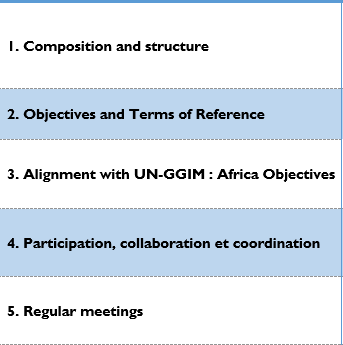 1. Composition and structure
2. Objectives and Terms of Reference
3. Alignment with UN-GGIM : Africa Objectives
4. Participation, collaboration et coordination
5. Regular meetings